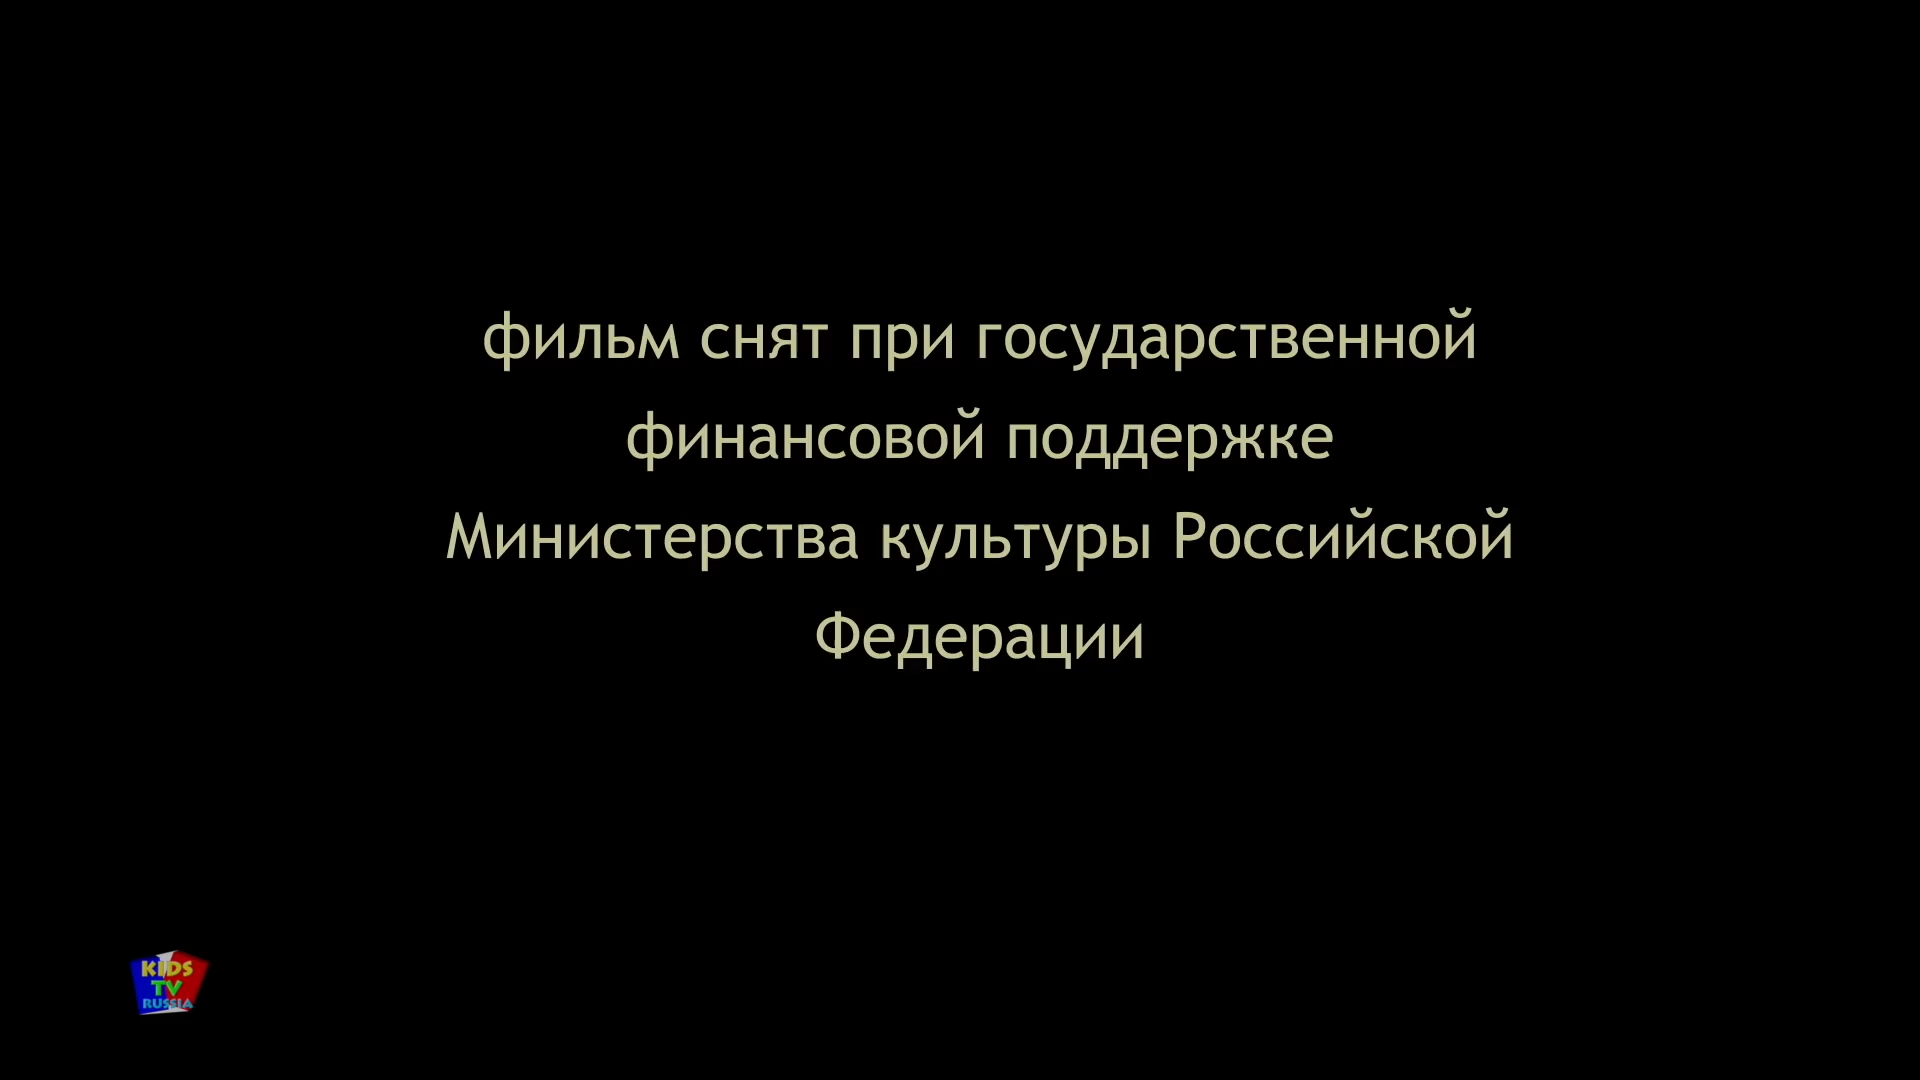 фильм снят при государственной
финансовой поддержке
Министерства культуры Российской
Федерации
KIDS
TV
RUSSIA